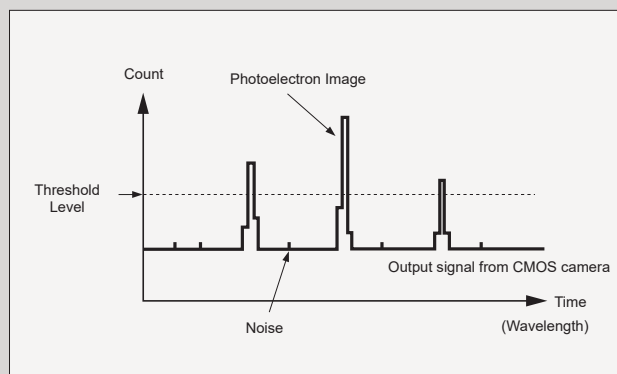 Count
Photoelectron Image
Threshold
Level
Output signal from CMOS camera
Time
Noise
(Wavelength)